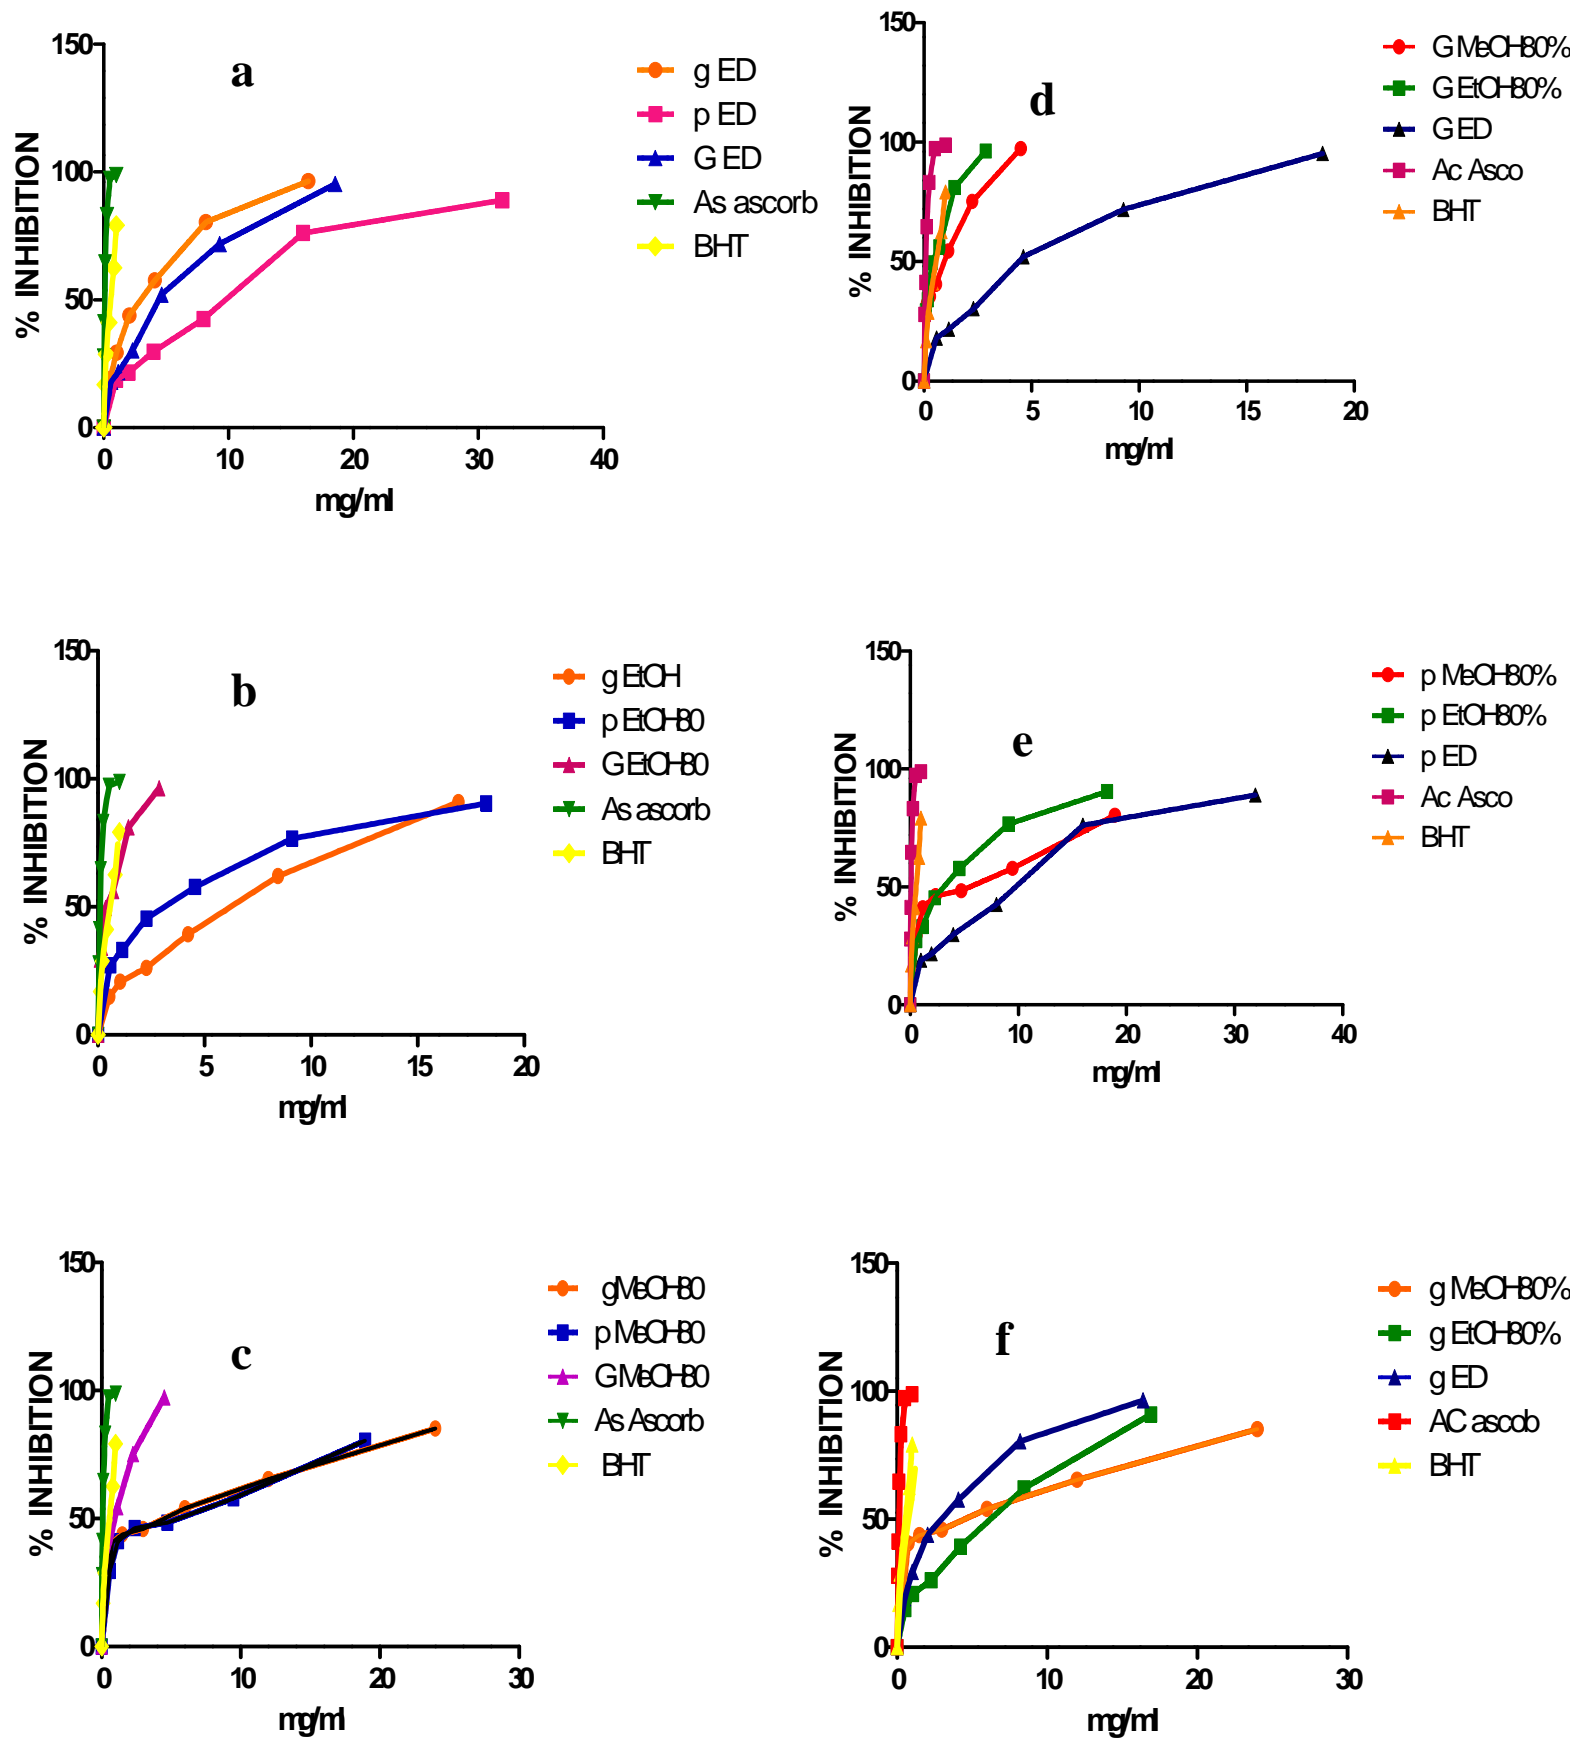 a
150
100
50
0
% INHIBITION
0 10 20 30 40
mg/ml
g ED
p ED
G ED
As ascorb
BHT
d
150
100
50
0
% INHIBITION
0 5 10 15 20
mg/ml
G MeOH80%
G EtOH80%
G ED
Ac Asco
BHT
b
150
100
50
0
% INHIBITION
0 5 10 15 20
mg/ml
g EtOH
p EtOH80
G EtOH80
As ascorb
BHT
e
150
100
50
0
% INHIBITION
0 10 20 30 40
mg/ml
p MeOH80%
p EtOH80%
p ED
Ac Asco
BHT
c
150
100
50
0
% INHIBITION
0 10 20 30
mg/ml
gMeOH80
p MeOH80
G MeOH80
As Ascorb
BHT
f
150
100
50
0
% INHIBITION
0 10 20 30
mg/ml
g MeOH80%
g EtOH80%
g ED
AC ascob
BHT